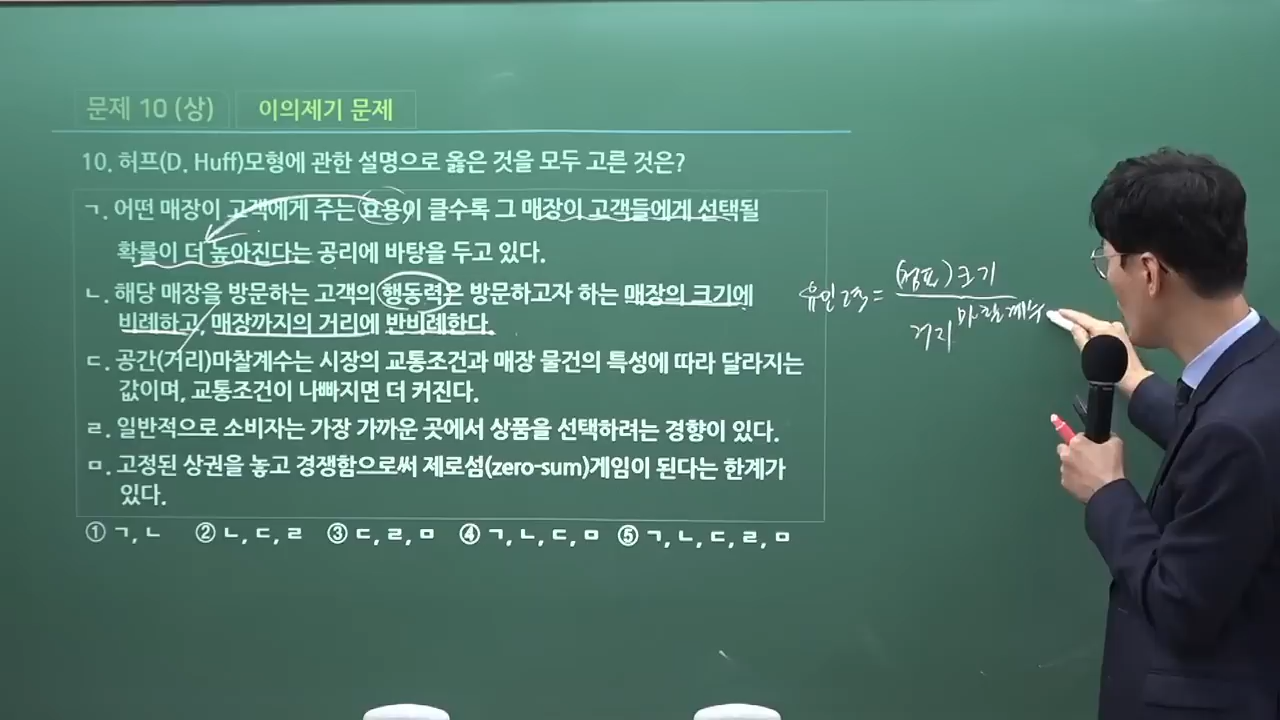 문제 10 (상)
이의제기 문제
10. 허프(D. Huff)모형에 관한 설명으로 옳은 것을 모두 고른 것은?
ㄱ. 어떤 매장이 고객에게 주는 효용이 클수록 그 매장이 고객들에게 선택될
확률이 더 높아진다는 공리에 바탕을 두고 있다.
ㄴ. 해당 매장을 방문하는 고객의 행동력은 방문하고자 하는 매장의 크기에
비례하고, 매장까지의 거리에 반비례한다.
ㄷ. 공간(거리)마찰계수는 시장의 교통조건과 매장 물건의 특성에 따라 달라지는
값이며, 교통조건이 나빠지면 더 커진다.
ㄹ. 일반적으로 소비자는 가장 가까운 곳에서 상품을 선택하려는 경향이 있다.
ㅁ. 고정된 상권을 놓고 경쟁함으로써 제로섬(zero-sum)게임이 된다는 한계가
있다.
① ㄱ, ㄴ ② ㄴ, ㄷ, ㄹ ③ ㄷ, ㄹ, ㅁ ④ ㄱ, ㄴ, ㄷ, ㅁ ⑤ ㄱ, ㄴ, ㄷ, ㄹ, ㅁ
(점포) 크기
유인력 =
거리 마찰계수